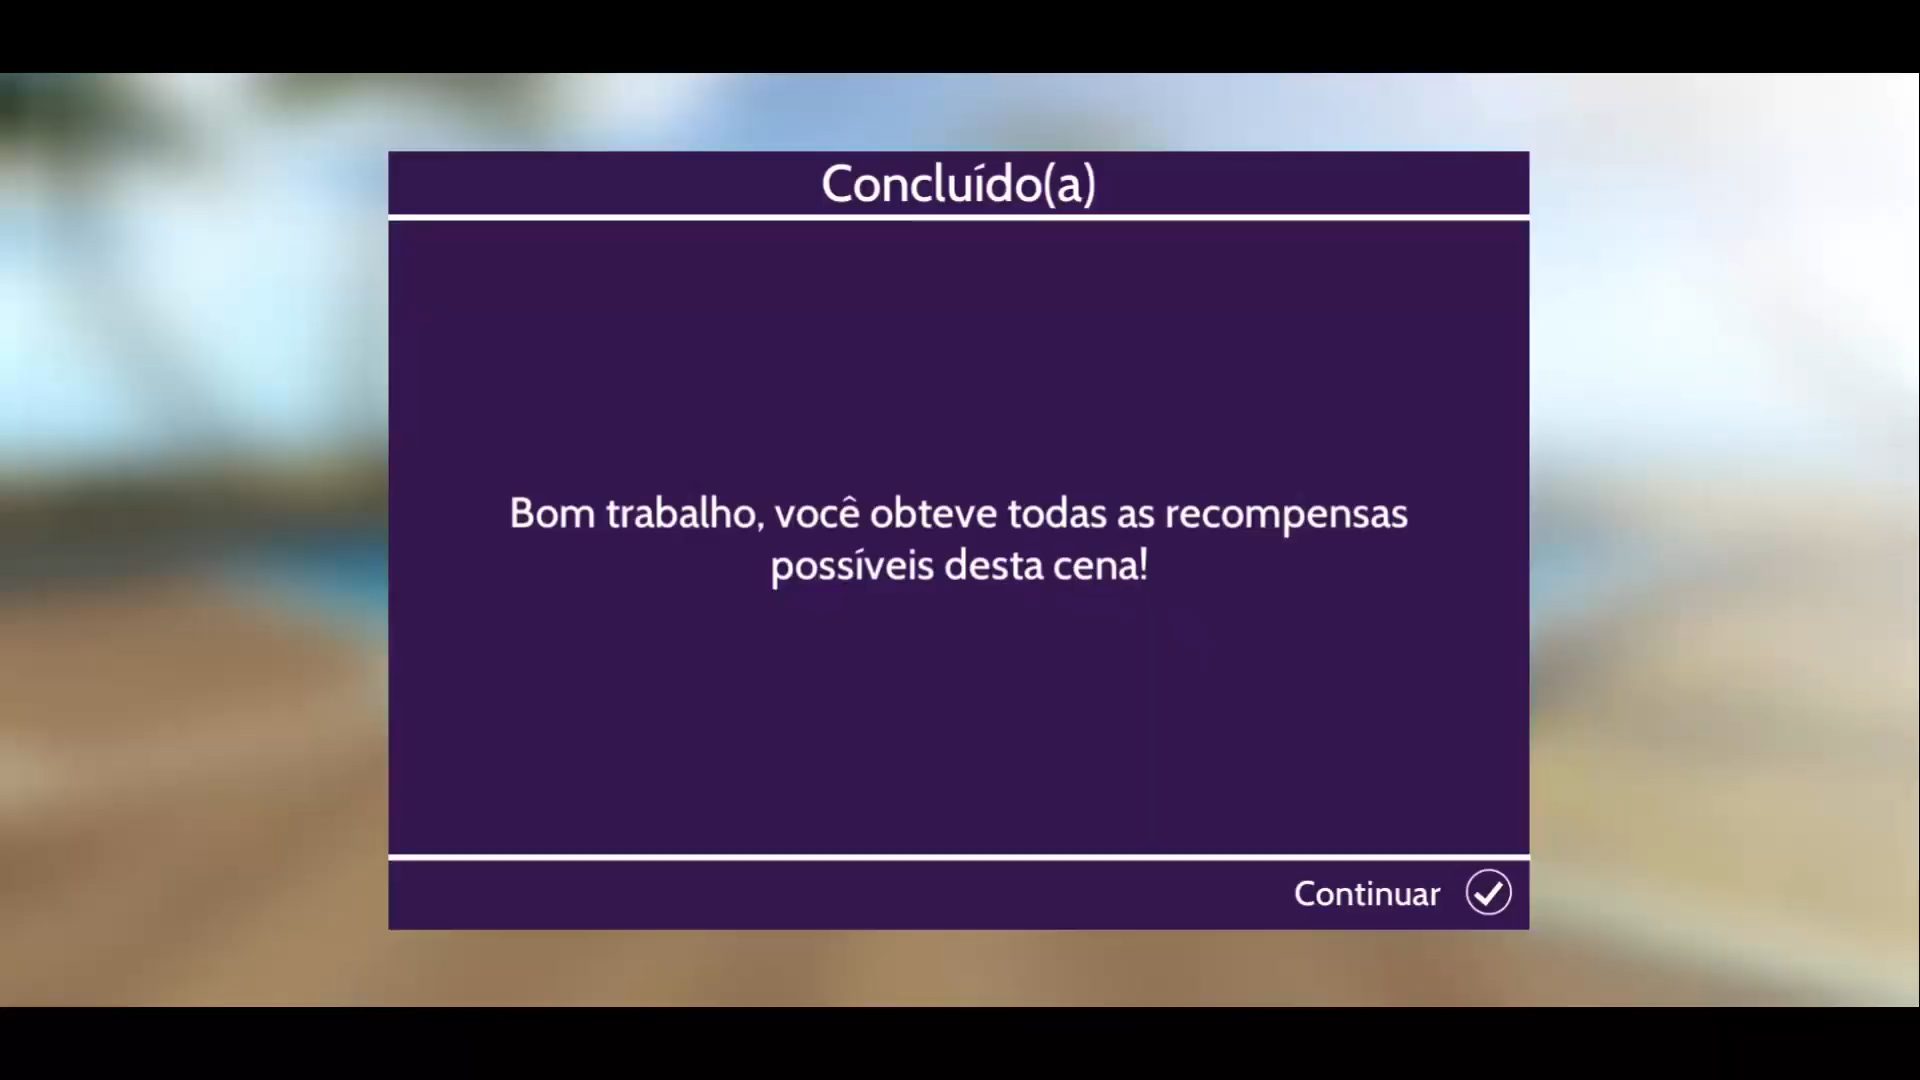 Concluído(a)
Bom trabalho, você obteve todas as recompensas
possíveis desta cena!
Continuar